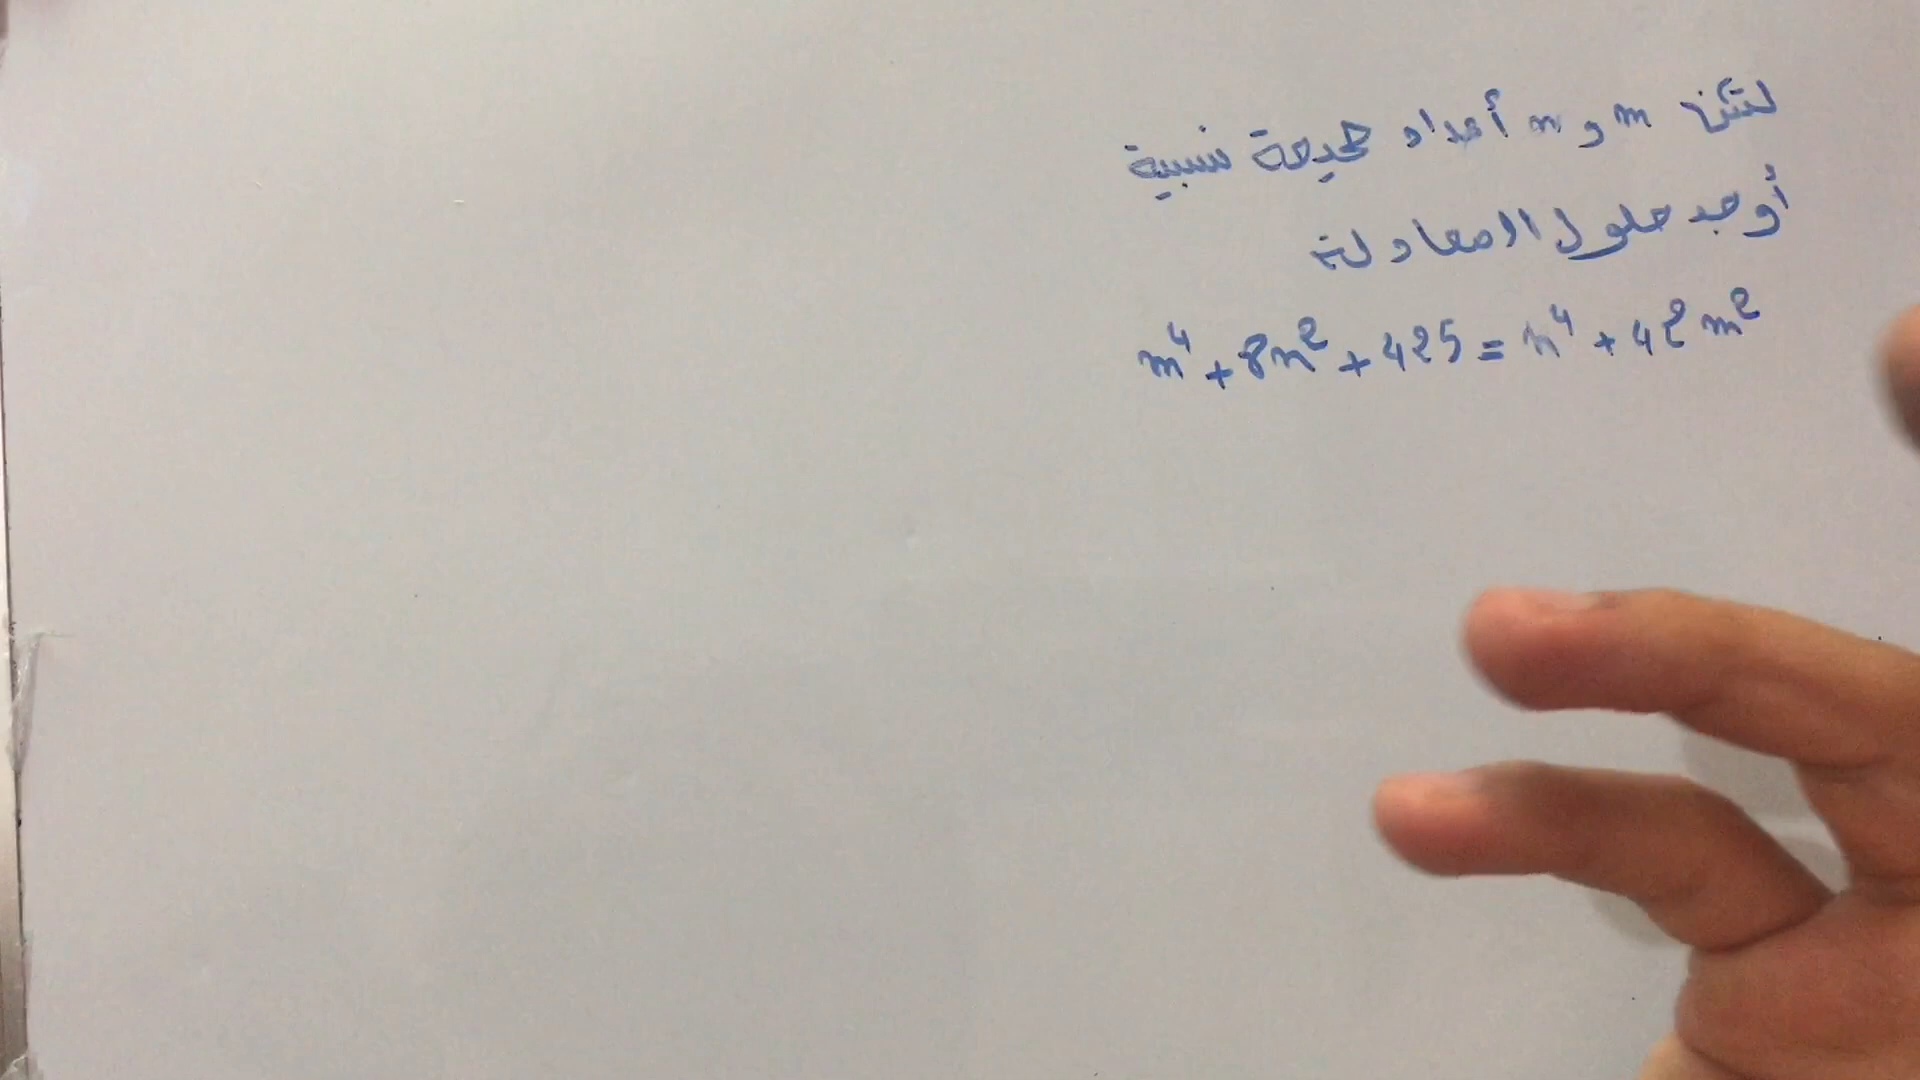 لتكن m و n أعداد صحيحة نسبية
أوجد حلول المعادلة
m⁴ + 8n² + 425 = n⁴ + 42m²